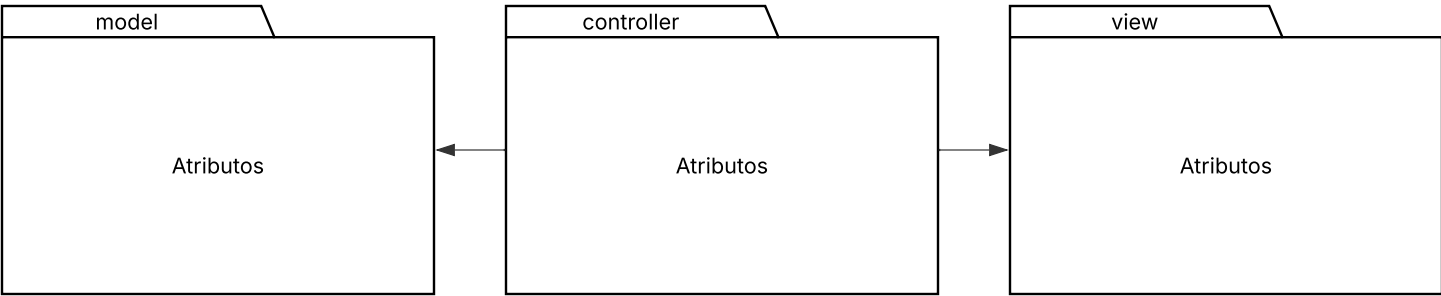 model
controller
view
Atributos
Atributos
Atributos